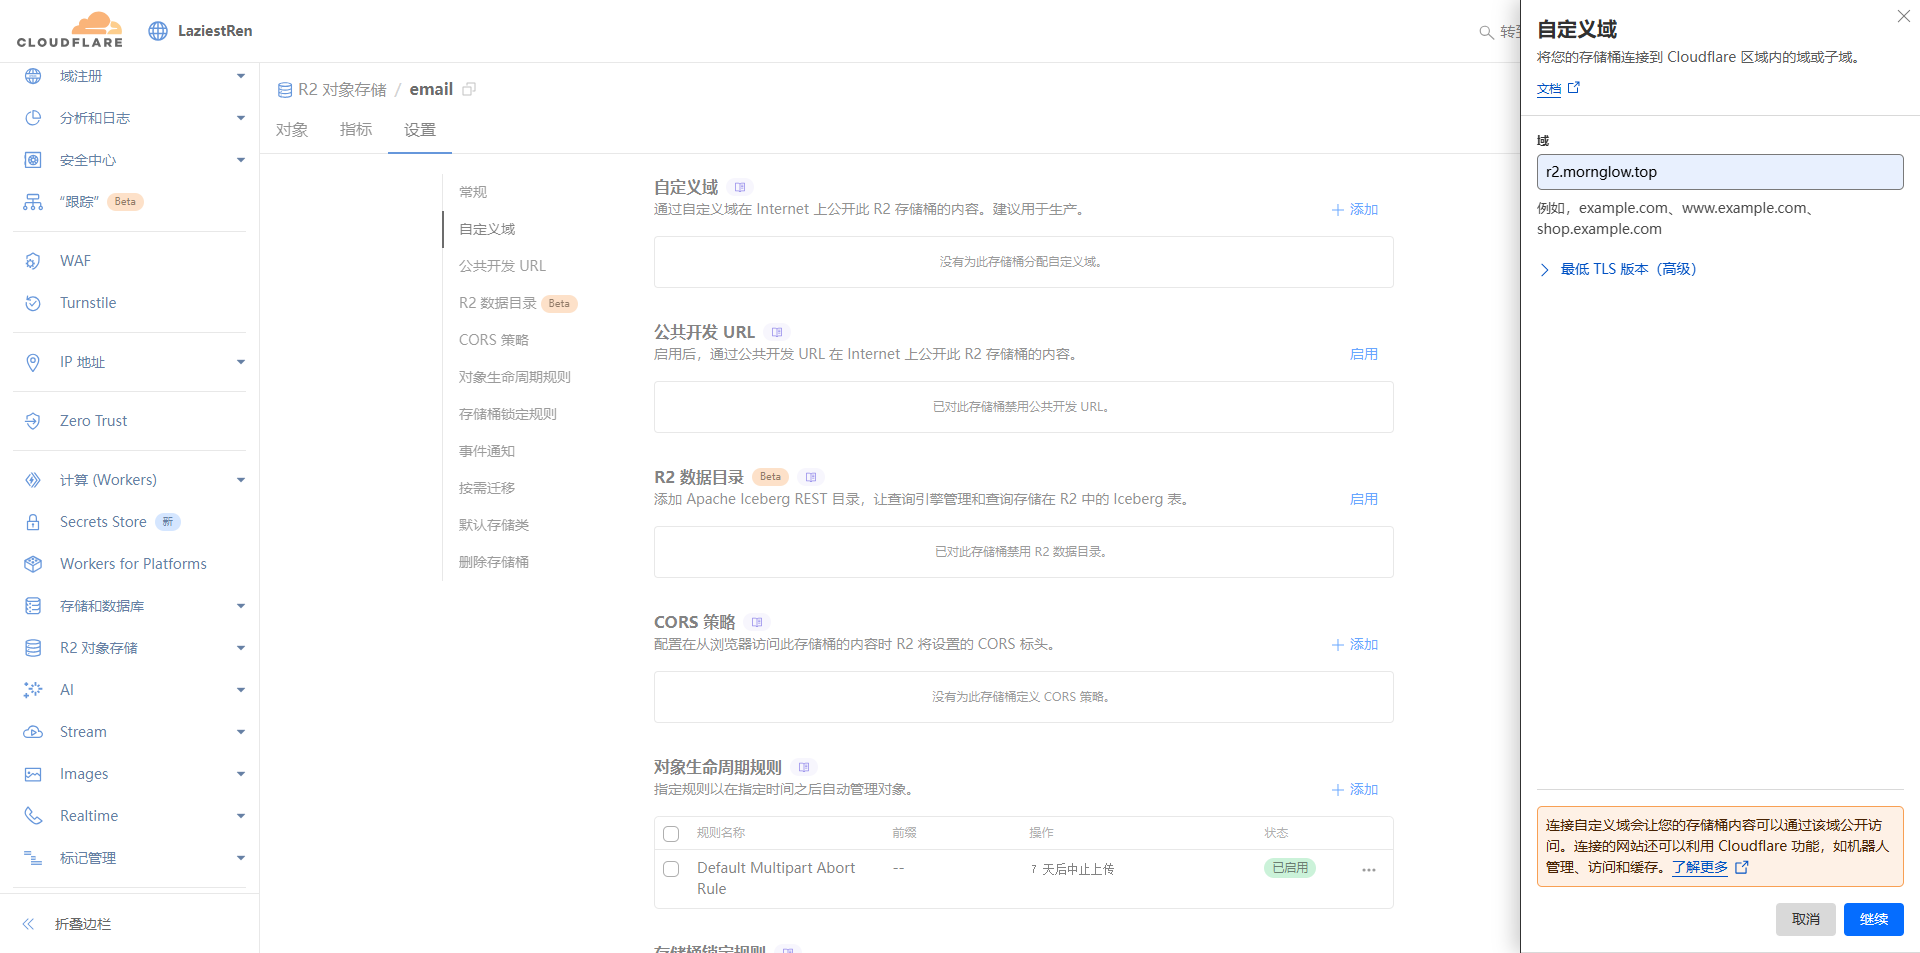 CLOUDFLARE
LaziestRen
转到
域注册
分析和日志
安全中心
“跟踪” Beta
WAF
Turnstile
IP 地址
Zero Trust
计算 (Workers)
Secrets Store 新
Workers for Platforms
存储和数据库
R2 对象存储
AI
Stream
Images
Realtime
标记管理
折叠边栏
R2 对象存储 / email
对象 指标 设置
常规
自定义域
公共开发 URL
R2 数据目录 Beta
CORS 策略
对象生命周期规则
存储桶锁定规则
事件通知
按需迁移
默认存储类
删除存储桶
自定义域
通过自定义域在 Internet 上公开此 R2 存储桶的内容。建议用于生产。
添加
没有为此存储桶分配自定义域。
公共开发 URL
启用后，通过公共开发 URL 在 Internet 上公开此 R2 存储桶的内容。
启用
已对此存储桶禁用公共开发 URL。
R2 数据目录 Beta
添加 Apache Iceberg REST 目录，让查询引擎管理和查询存储在 R2 中的 Iceberg 表。
启用
已对此存储桶禁用 R2 数据目录。
CORS 策略
配置在从浏览器访问此存储桶的内容时 R2 将设置的 CORS 标头。
添加
没有为此存储桶定义 CORS 策略。
对象生命周期规则
指定规则以在指定时间之后自动管理对象。
添加
规则名称 前缀 操作 状态
Default Multipart Abort -- 7 天后中止上传 已启用 ...
Rule
存储桶锁定规则
自定义域
将您的存储桶连接到 Cloudflare 区域内的域或子域。
文档
域
r2.mornglow.top
例如，example.com、www.example.com、
shop.example.com
最低 TLS 版本（高级）
连接自定义域会让您的存储桶内容可以通过该域公开访
问。连接的网站还可以利用 Cloudflare 功能，如机器人
管理、访问和缓存。了解更多
取消 继续